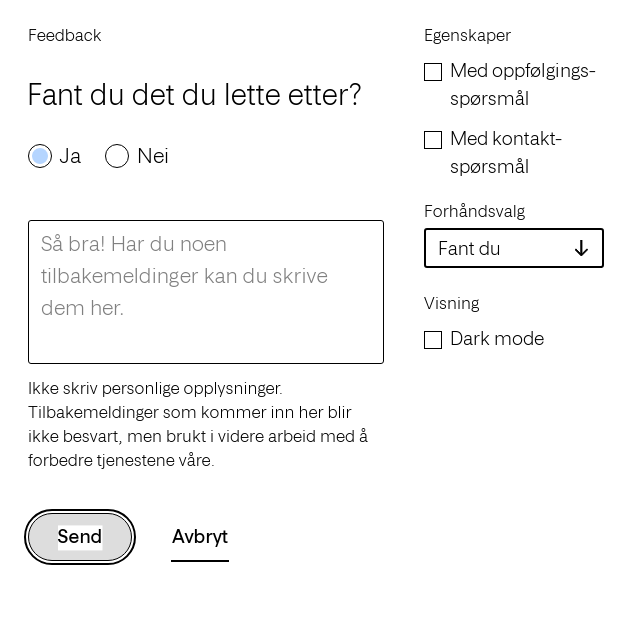 Feedback
Fant du det du lette etter?
Ja
Nei
Så bra! Har du noen
tilbakemeldinger kan du skrive
dem her.
Ikke skriv personlige opplysninger.
Tilbakemeldinger som kommer inn her blir
ikke besvart, men brukt i videre arbeid med å
forbedre tjenestene våre.
Send
Avbryt
Egenskaper
Med oppfølgings-
spørsmål
Med kontakt-
spørsmål
Forhåndsvalg
Fant du
Visning
Dark mode